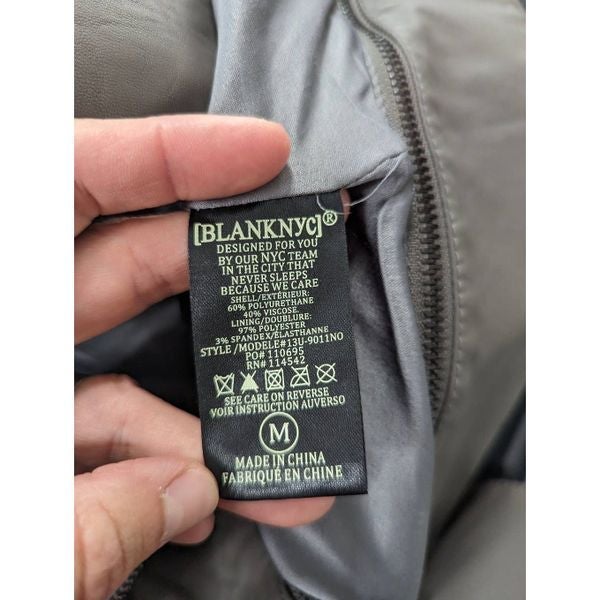 [BLANKNYC]®
DESIGNED FOR YOU
BY OUR NYC TEAM
IN THE CITY THAT
NEVER SLEEPS
BECAUSE WE CARE
SHELL/EXTÉRIEUR:
60% POLYURETHANE
40% VISCOSE
LINING/DOUBLURE:
97% POLYESTER
3% SPANDEX/ÉLASTHANNE
STYLE/MODELE#13U-9011NO
PO# 110695
RN# 114542
SEE CARE ON REVERSE
VOIR INSTRUCTION AUVERSO
M
MADE IN CHINA
FABRIQUÉ EN CHINE